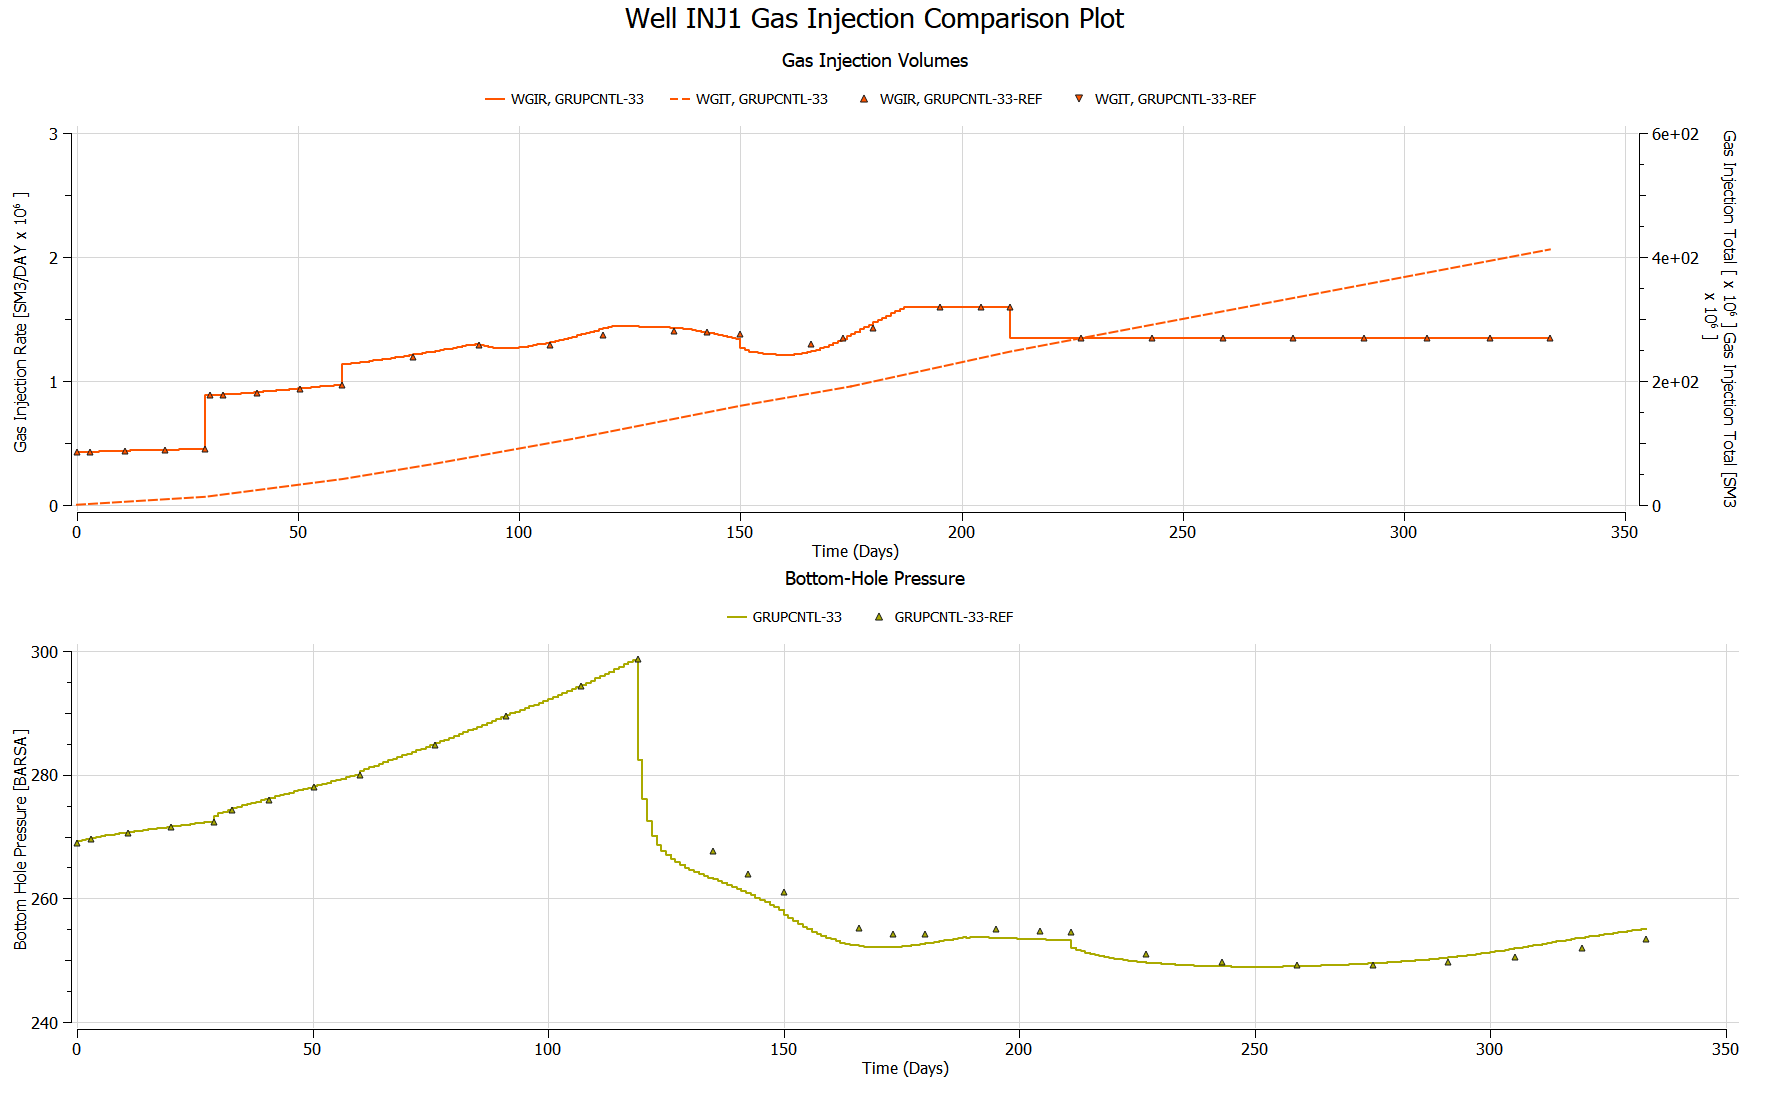 Well INJ1 Gas Injection Comparison Plot
Gas Injection Volumes
WGIR, GRUPCNTL-33
WGIT, GRUPCNTL-33
WGIR, GRUPCNTL-33-REF
WGIT, GRUPCNTL-33-REF
Gas Injection Rate [SM3/DAY x 10⁶ ]
3
2
1
0
6e+02
4e+02
2e+02
0
Gas Injection Total [ x 10⁶ ] Gas Injection Total [SM3
x 10⁶ ]
0 50 100 150 200 250 300 350
Time (Days)
Bottom-Hole Pressure
GRUPCNTL-33
GRUPCNTL-33-REF
Bottom Hole Pressure [BARSA]
300
280
260
240
0 50 100 150 200 250 300 350
Time (Days)